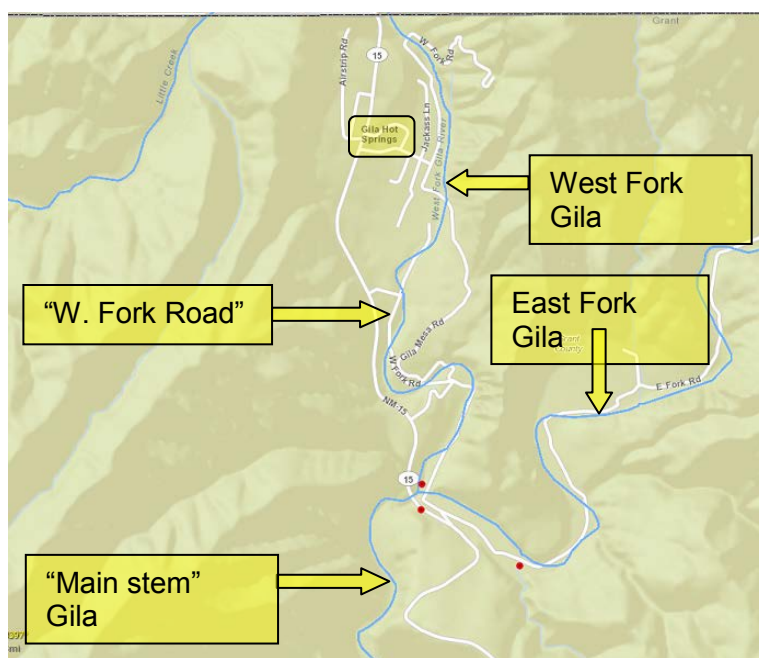 Grant
Little Creek
Airstrip Rd
15
W Fork Rd
Gila Hot
Springs
Jackass Ln
West Fork Gila River
West Fork
Gila
"W. Fork Road"
East Fork
Gila
County
Gila Mesa Rd
W Fork Rd
E Fork Rd
NM-15
15
"Main stem"
Gila